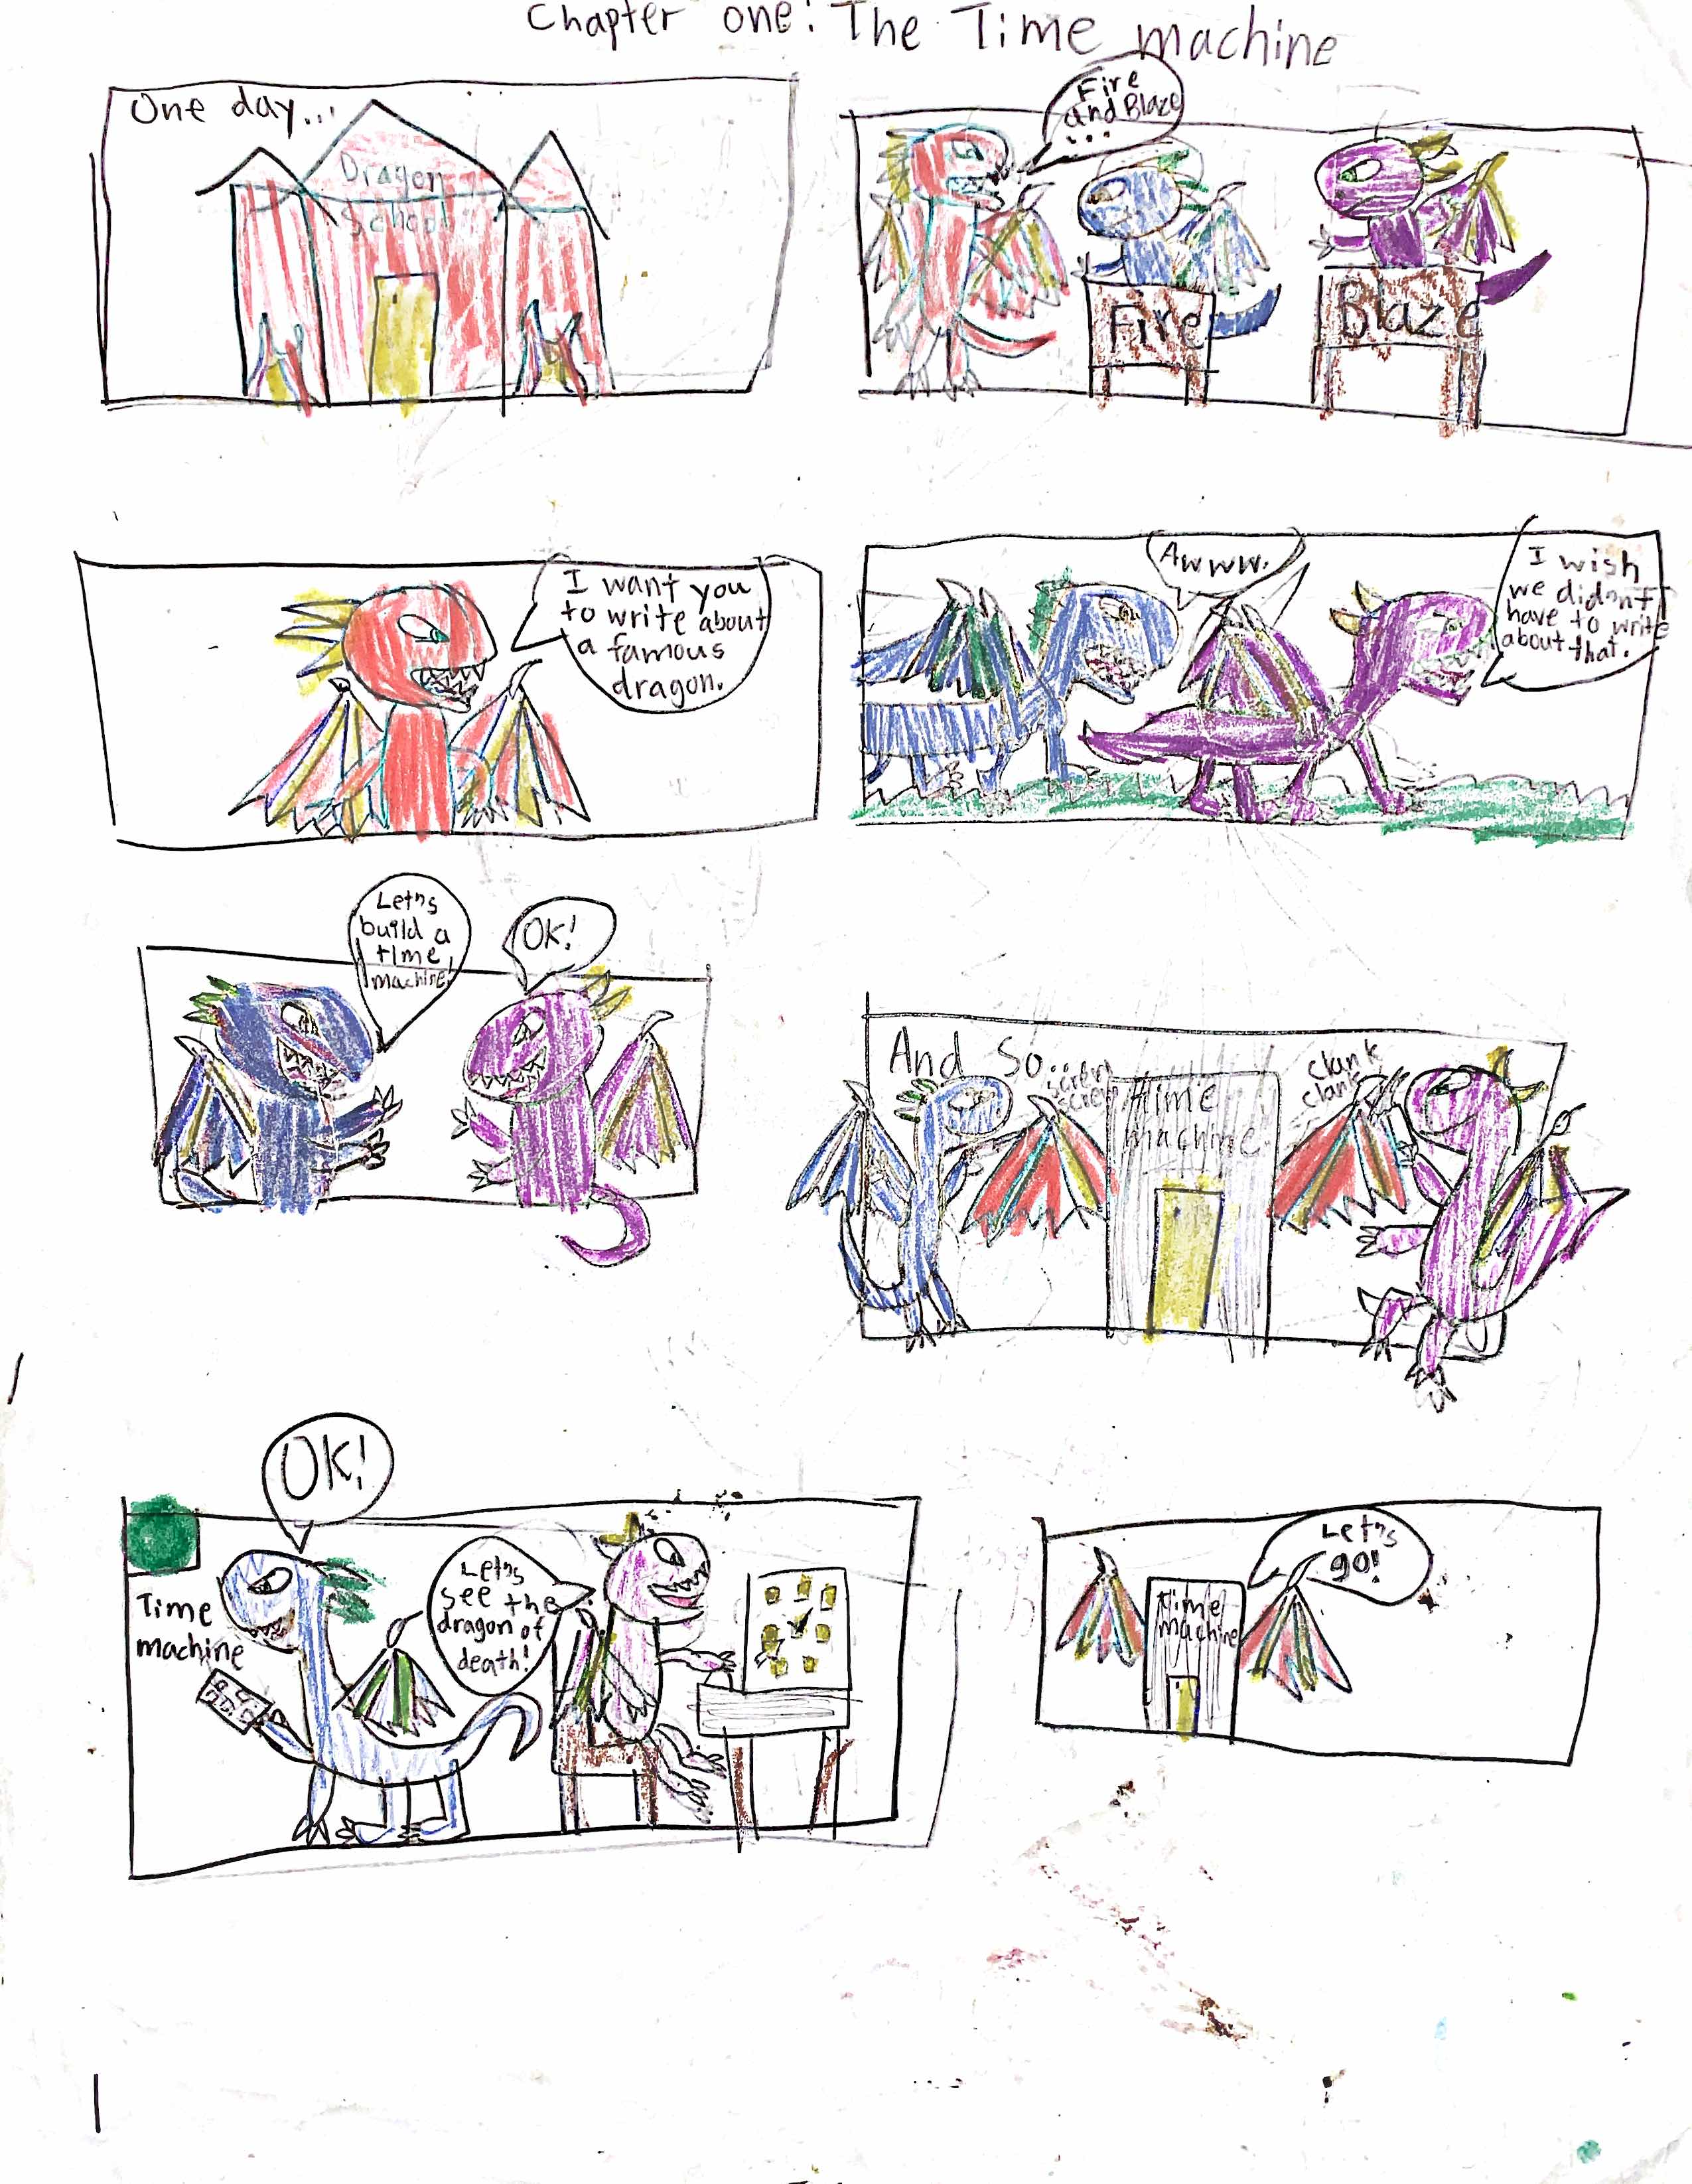 Chapter one: The Time machine
One day...
Dragon
School
Fire
and Blaze
...
Fire
Blaze
I want you
to write about
a famous
dragon.
Awww.
I wish
we didn't
have to write
about that.
Let's
build a
time
machine!
OK!
And so...
screw
screw
Time
machine
clank
clank
OK!
Time
machine
Let's
see the
dragon of
death!
Time
machine
Let's
go!